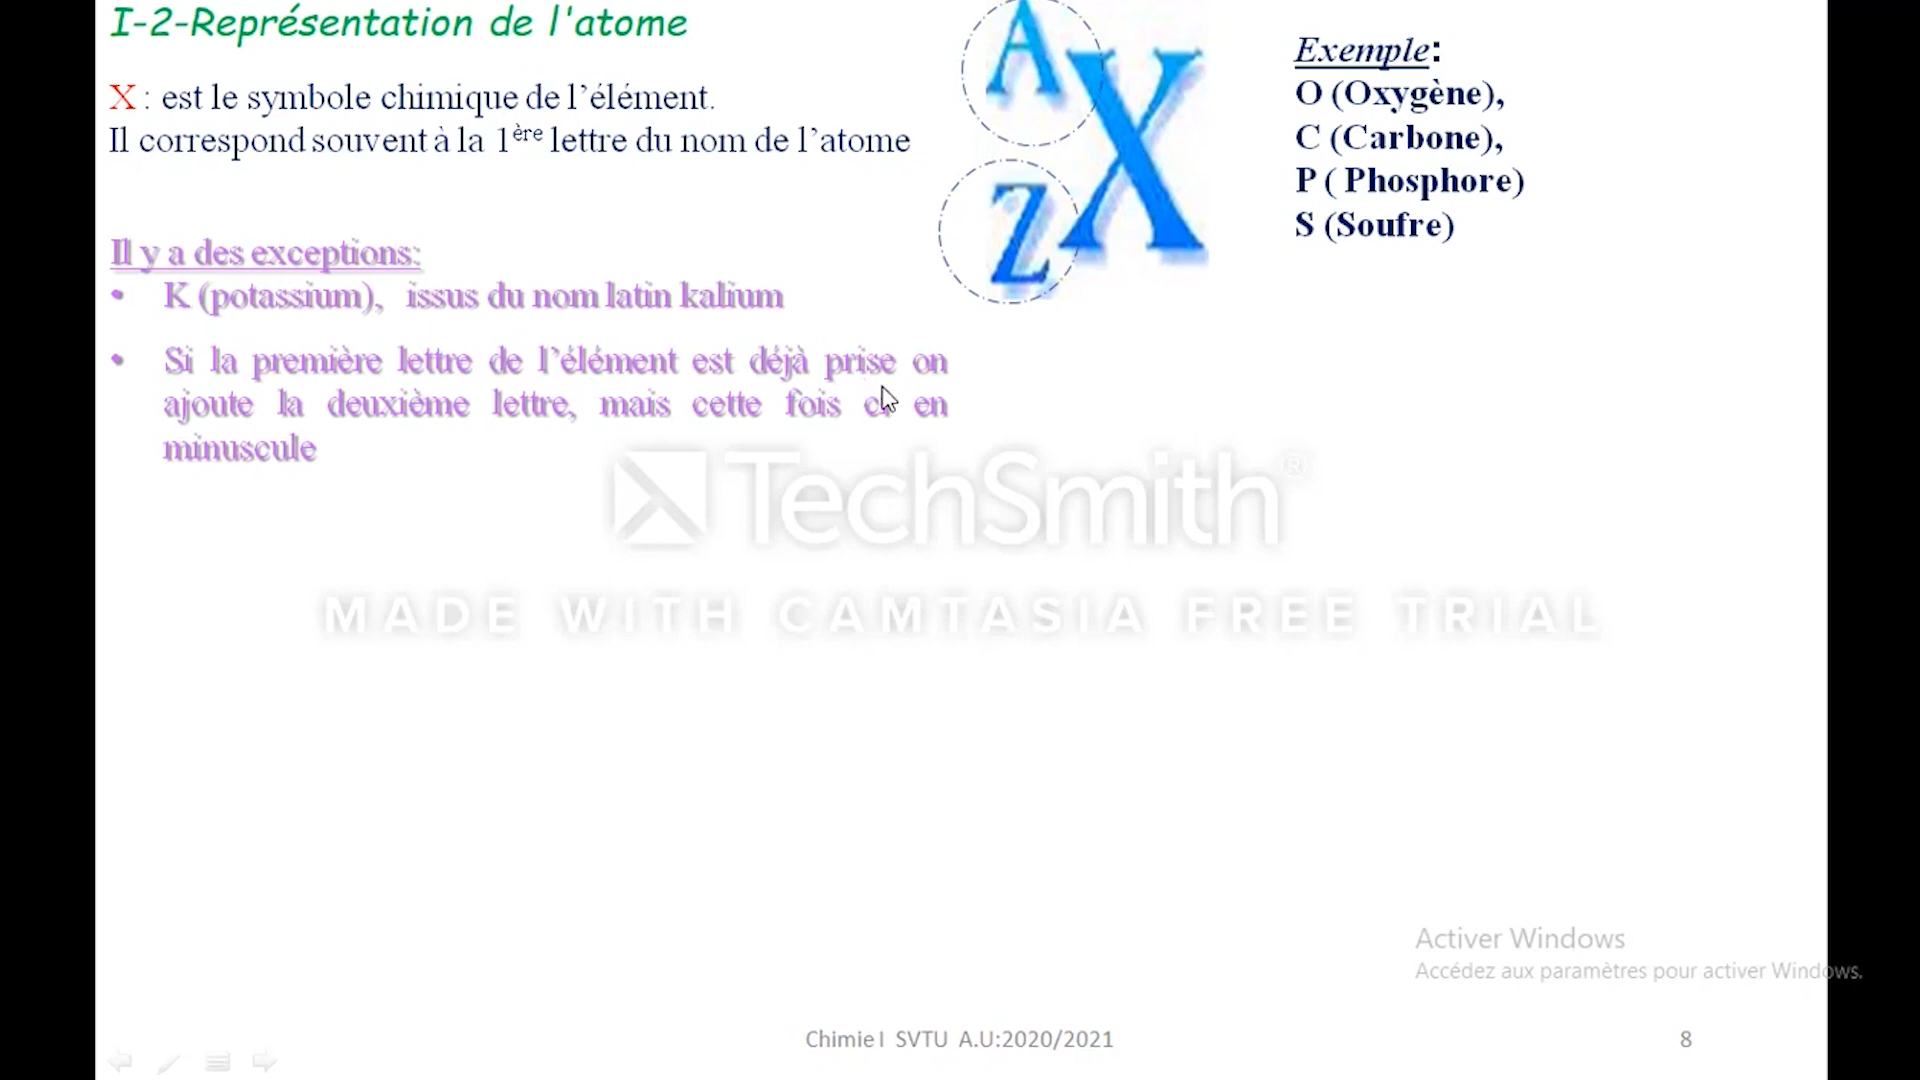 I-2-Représentation de l'atome
X : est le symbole chimique de l’élément.
Il correspond souvent à la 1ère lettre du nom de l’atome
A
X
Z
Exemple:
O (Oxygène),
C (Carbone),
P ( Phosphore)
S (Soufre)
Il y a des exceptions:
• K (potassium), issus du nom latin kalium
• Si la première lettre de l’élément est déjà prise on
ajoute la deuxième lettre, mais cette fois ci en
minuscule
TechSmith®
MADE WITH CAMTASIA FREE TRIAL
Activer Windows
Accédez aux paramètres pour activer Windows.
Chimie I SVTU A.U:2020/2021
8